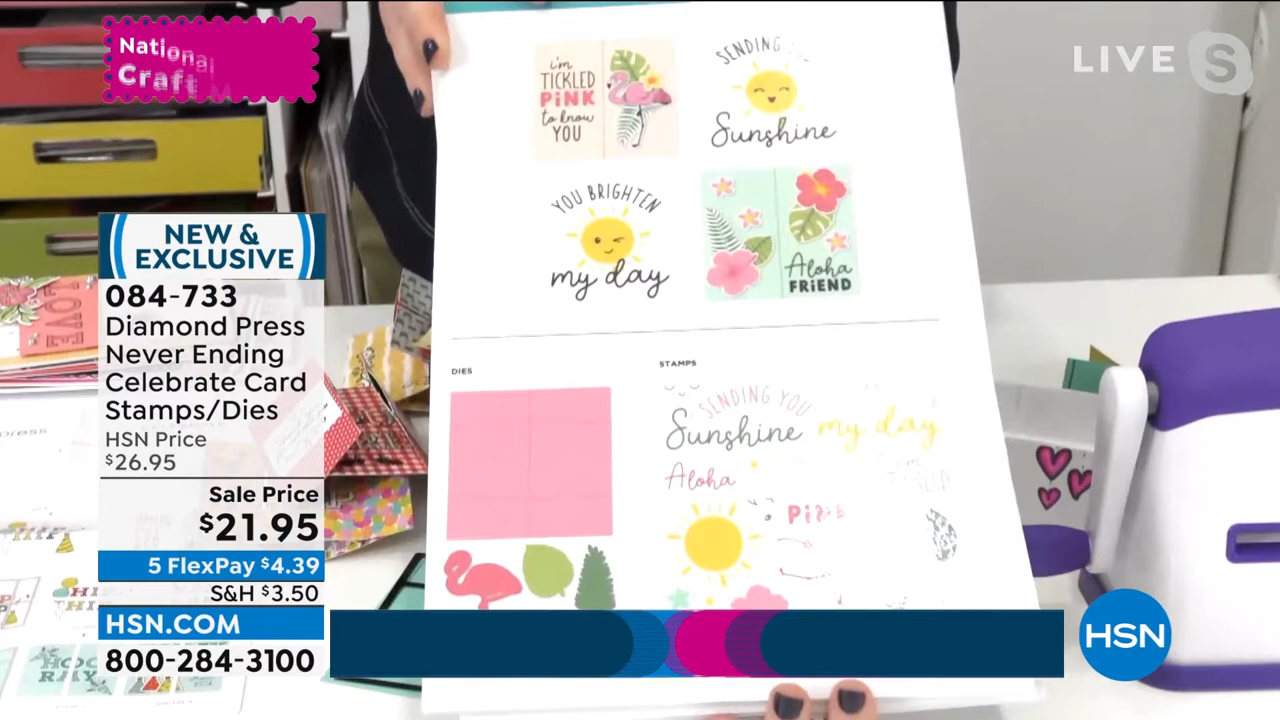 National
Craft
LIVE S
NEW &
EXCLUSIVE
084-733
Diamond Press
Never Ending
Celebrate Card
Stamps/Dies
HSN Price
$26.95
Sale Price
$21.95
5 FlexPay $4.39
S&H $3.50
HSN.COM
800-284-3100
HSN
i'm
TICKLED
PINK
to know
YOU
SENDING
Sunshine
YOU BRIGHTEN
my day
Aloha
FRIEND
DIES
STAMPS
SENDING YOU
Sunshine
my day
Aloha
LOVE